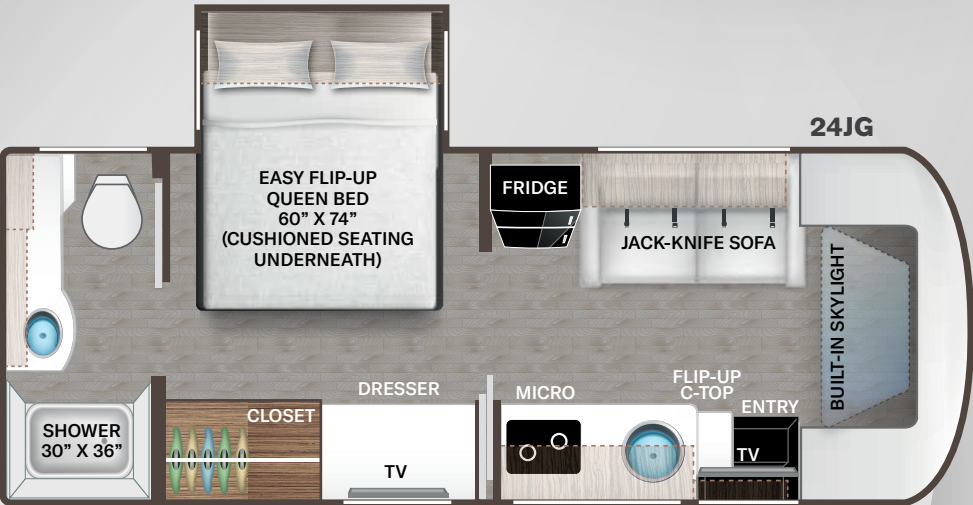 24JG
EASY FLIP-UP
QUEEN BED
60” X 74”
(CUSHIONED SEATING
UNDERNEATH)
FRIDGE
JACK-KNIFE SOFA
BUILT-IN SKYLIGHT
DRESSER
MICRO
FLIP-UP
C-TOP
ENTRY
CLOSET
SHOWER
30” X 36”
TV
TV